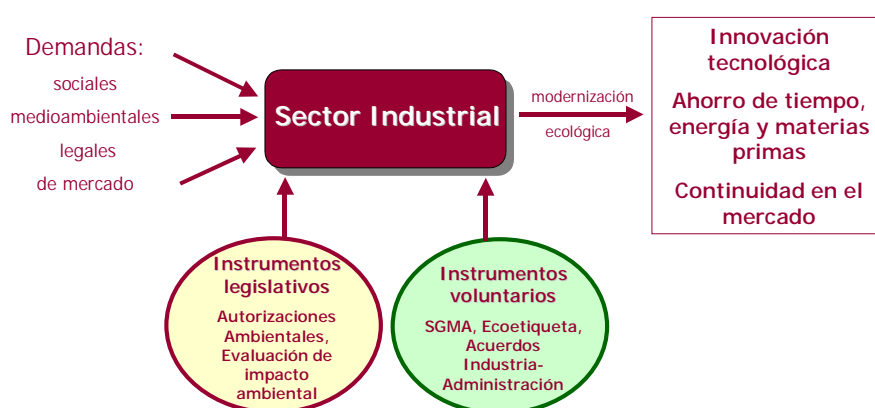 Demandas:
sociales
medioambientales
legales
de mercado
Sector Industrial
modernización
ecológica
Innovación
tecnológica
Ahorro de tiempo,
energía y materias
primas
Continuidad en el
mercado
Instrumentos
legislativos
Autorizaciones
Ambientales,
Evaluación de
impacto
ambiental
Instrumentos
voluntarios
SGMA, Ecoetiqueta,
Acuerdos
Industria-
Administración